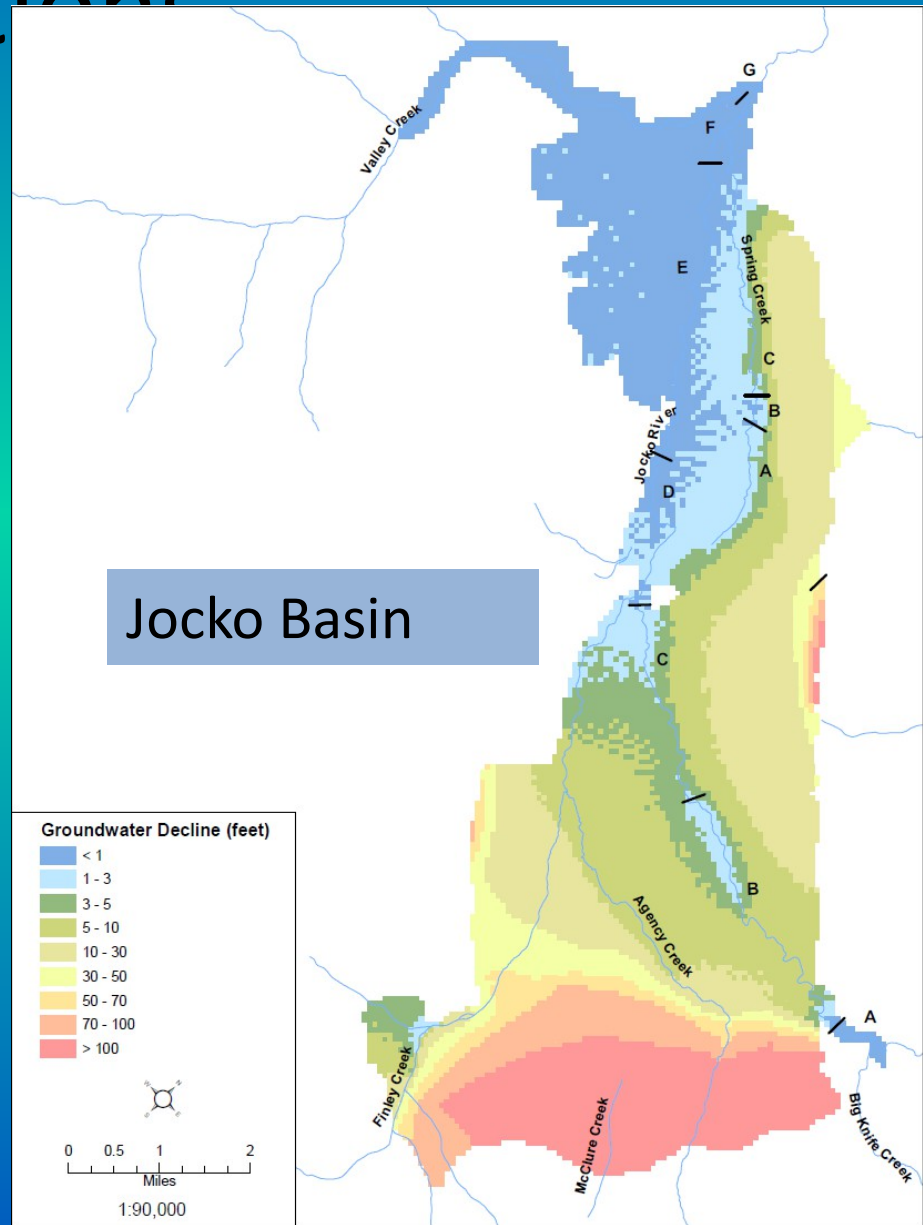 G
F
Valley Creek
E
Spring Creek
C
B
A
Jocko River
D
Jocko Basin
C
B
Agency Creek
A
Finley Creek
McClure Creek
Big Knife Creek
Groundwater Decline (feet)
< 1
1 - 3
3 - 5
5 - 10
10 - 30
30 - 50
50 - 70
70 - 100
> 100
0 0.5 1 2
Miles
1:90,000